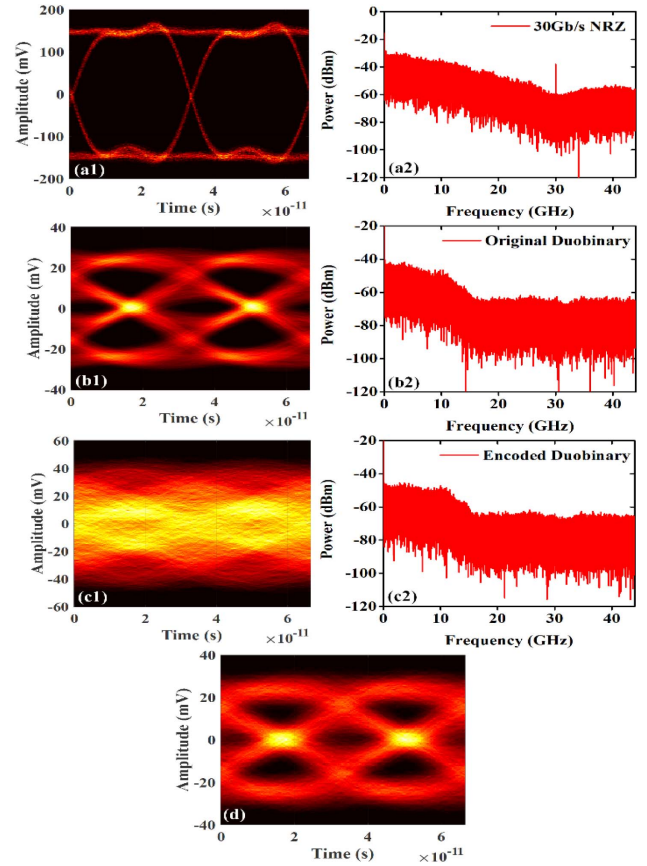 200
100
0
-100
-200
Amplitude (mV)
(a1)
0 2 4 6
Time (s) ×10⁻¹¹
0
-20
-40
-60
-80
-100
-120
Power (dBm)
30Gb/s NRZ
(a2)
0 10 20 30 40
Frequency (GHz)
40
20
0
-20
-40
Amplitude (mV)
(b1)
0 2 4 6
Time (s) ×10⁻¹¹
-20
-40
-60
-80
-100
-120
Power (dBm)
Original Duobinary
(b2)
0 10 20 30 40
Frequency (GHz)
60
40
20
0
-20
-40
-60
Amplitude (mV)
(c1)
0 2 4 6
Time (s) ×10⁻¹¹
-20
-40
-60
-80
-100
-120
Power (dBm)
Encoded Duobinary
(c2)
0 10 20 30 40
Frequency (GHz)
40
20
0
-20
-40
Amplitude (mV)
(d)
0 2 4 6
Time (s) ×10⁻¹¹